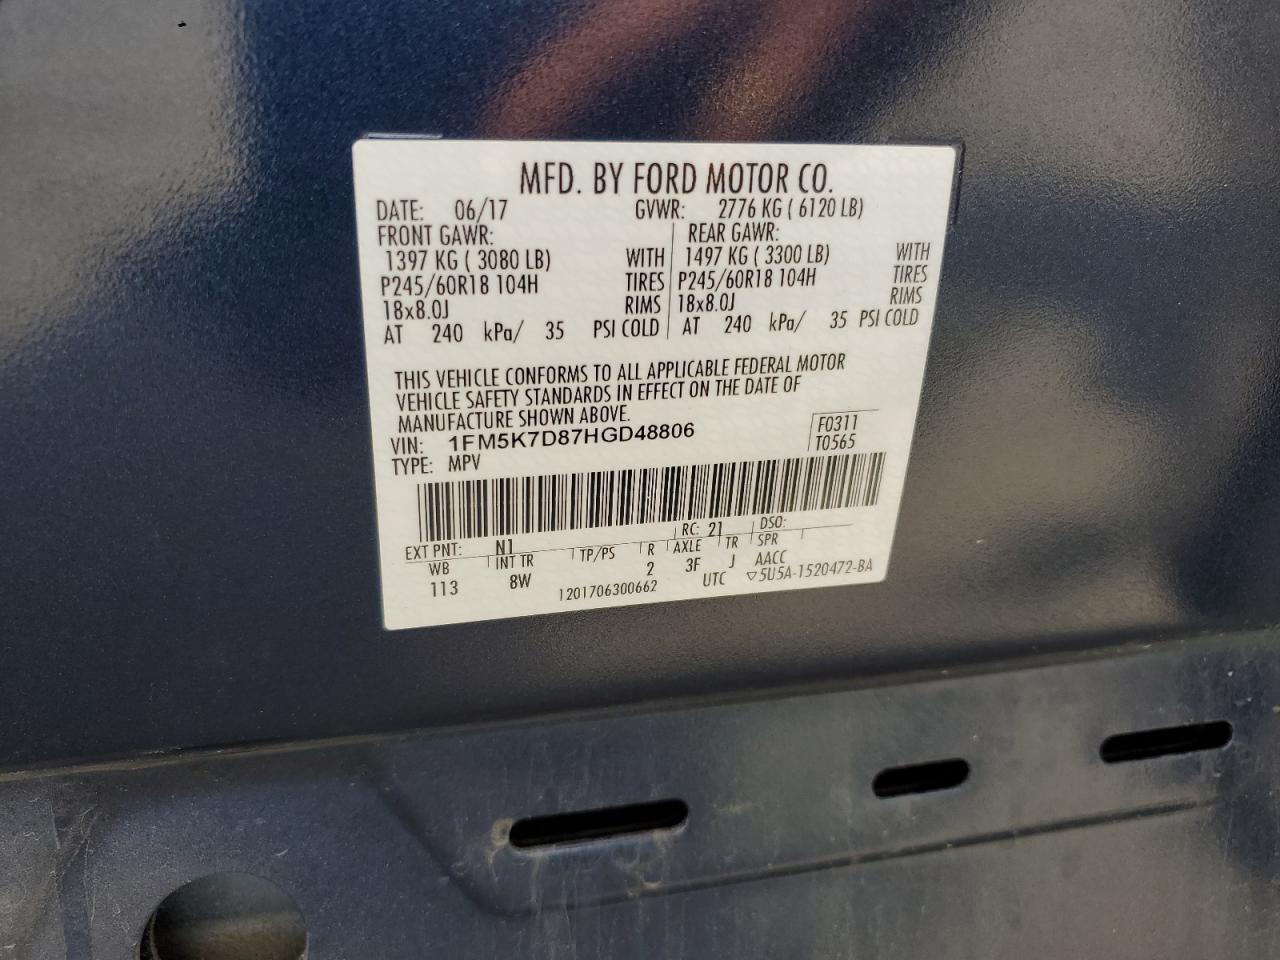 MFD. BY FORD MOTOR CO.
DATE: 06/17 GVWR: 2776 KG ( 6120 LB)
FRONT GAWR: REAR GAWR:
1397 KG ( 3080 LB) WITH 1497 KG ( 3300 LB) WITH
P245/60R18 104H TIRES P245/60R18 104H TIRES
18x8.0J RIMS 18x8.0J RIMS
AT 240 kPa/ 35 PSI COLD AT 240 kPa/ 35 PSI COLD
THIS VEHICLE CONFORMS TO ALL APPLICABLE FEDERAL MOTOR
VEHICLE SAFETY STANDARDS IN EFFECT ON THE DATE OF
MANUFACTURE SHOWN ABOVE.
VIN: 1FM5K7D87HGD48806 F0311
TYPE: MPV T0565
EXT PNT: N1 RC: 21 DSO:
WB INT TR TP/PS R AXLE TR SPR
113 8W 2 3F J AACC
1201706300662 UTC ▽5U5A-1520472-BA